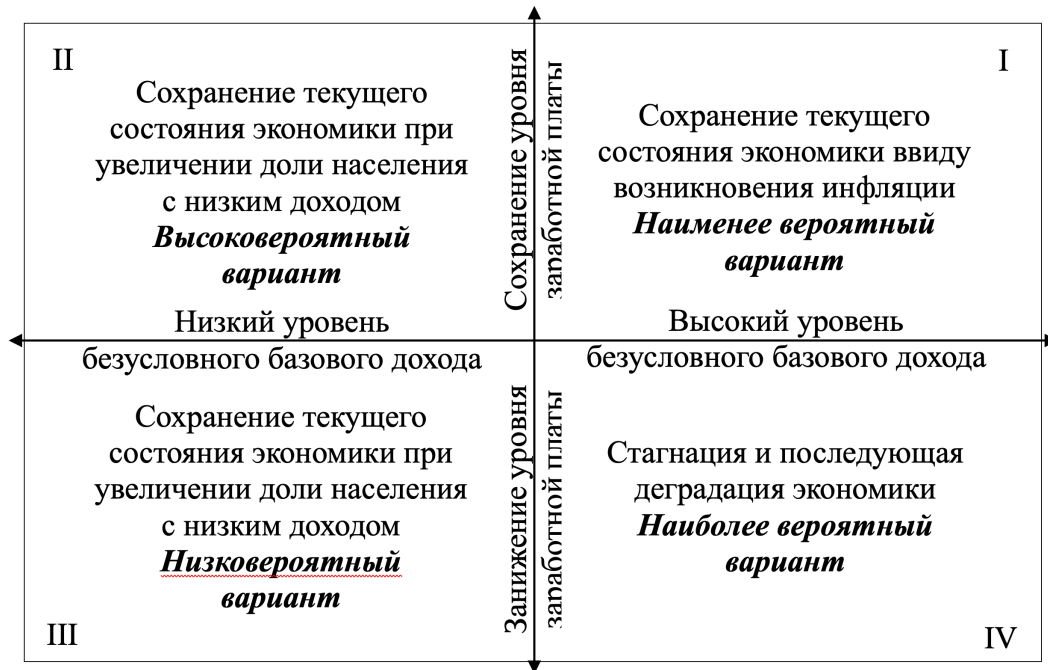 II
Сохранение текущего
состояния экономики при
увеличении доли населения
с низким доходом
Высоковероятный
вариант
Сохранение уровня
заработной платы
I
Сохранение текущего
состояния экономики ввиду
возникновения инфляции
Наименее вероятный
вариант
Низкий уровень
безусловного базового дохода
Высокий уровень
безусловного базового дохода
Сохранение текущего
состояния экономики при
увеличении доли населения
с низким доходом
Низковероятный
вариант
III
Занижение уровня
заработной платы
Стагнация и последующая
деградация экономики
Наиболее вероятный
вариант
IV